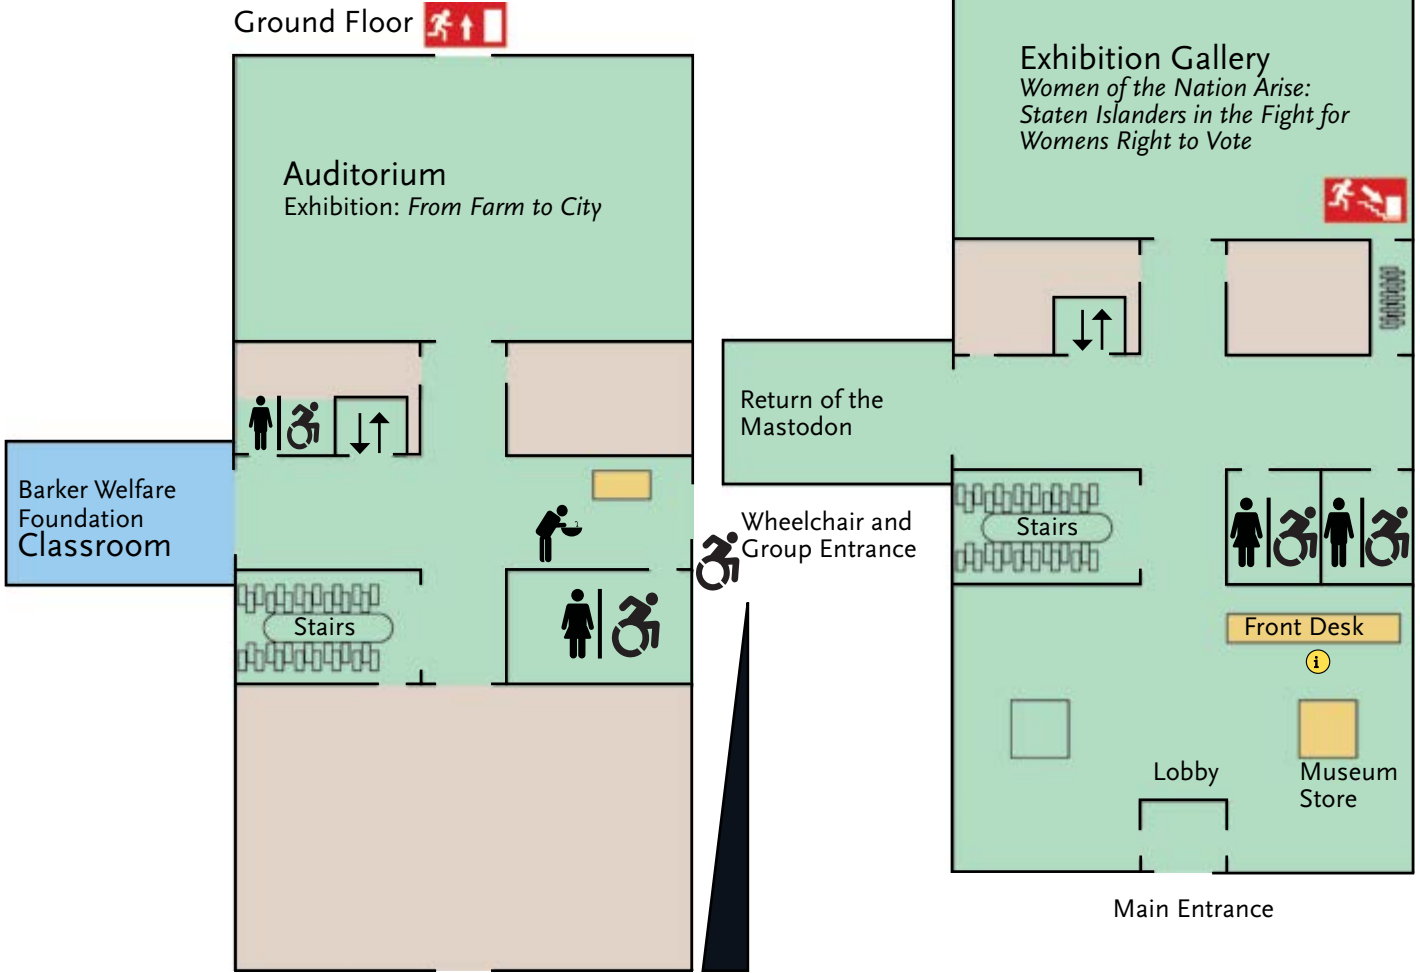 Ground Floor
Auditorium
Exhibition: From Farm to City
Barker Welfare
Foundation
Classroom
Stairs
Wheelchair and
Group Entrance
Exhibition Gallery
Women of the Nation Arise:
Staten Islanders in the Fight for
Womens Right to Vote
Return of the
Mastodon
Stairs
Front Desk
i
Lobby
Museum
Store
Main Entrance